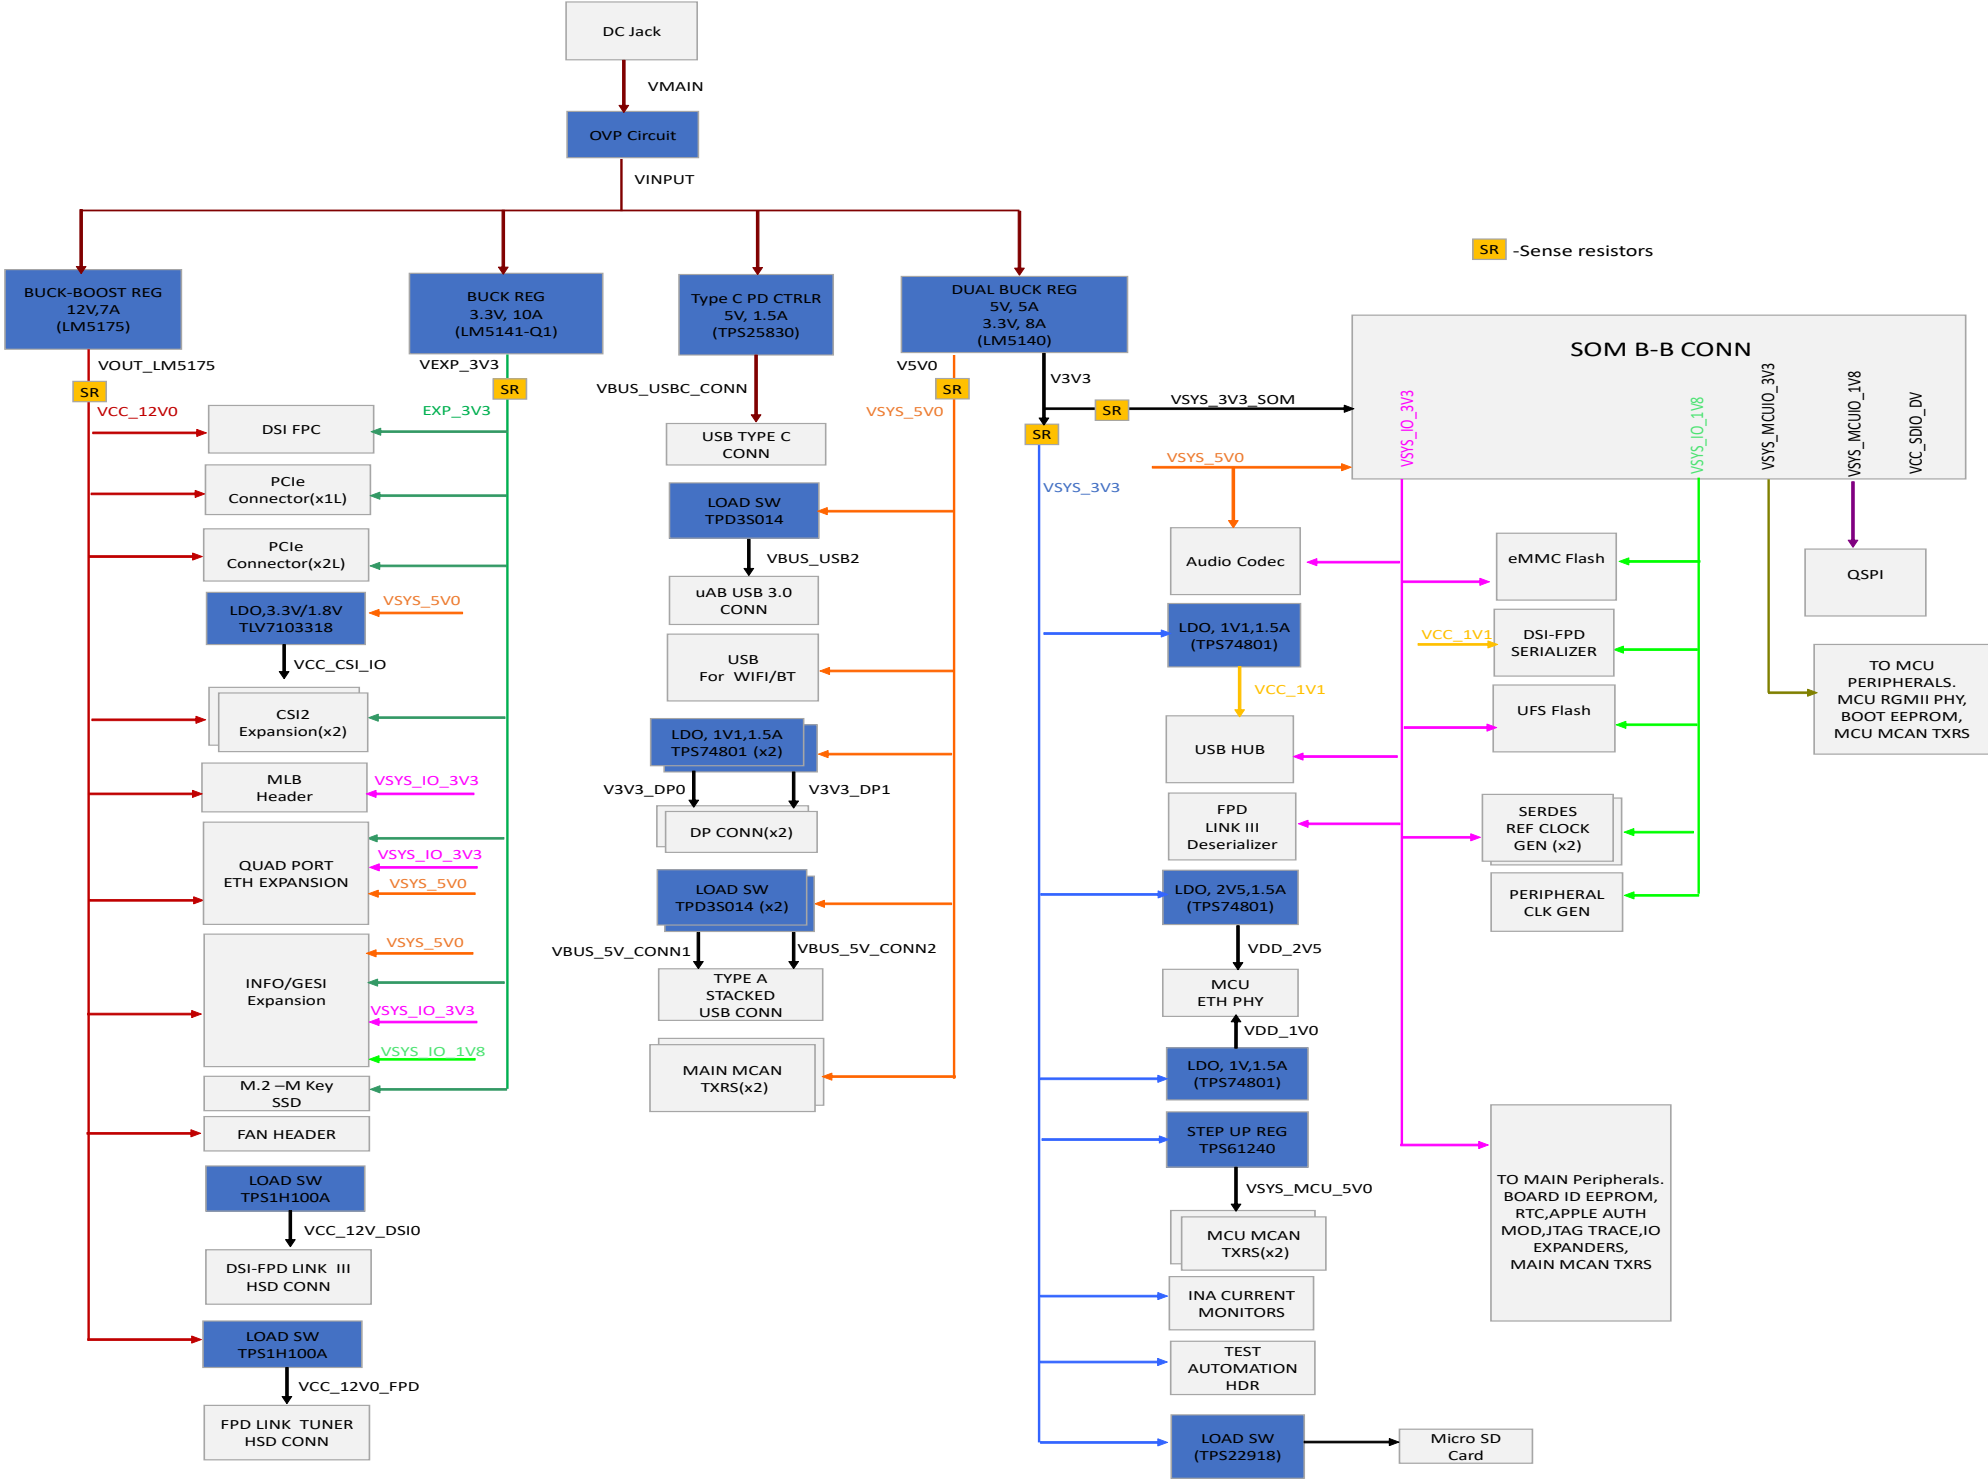 DC Jack
VMAIN
OVP Circuit
VINPUT
SR -Sense resistors
BUCK-BOOST REG
12V,7A
(LM5175)
VOUT_LM5175
SR
VCC_12V0
BUCK REG
3.3V, 10A
(LM5141-Q1)
VEXP_3V3
SR
EXP_3V3
DSI FPC
PCIe
Connector(x1L)
PCIe
Connector(x2L)
LDO,3.3V/1.8V
TLV7103318
VSYS_5V0
VCC_CSI_IO
CSI2
Expansion(x2)
MLB
Header
VSYS_IO_3V3
QUAD PORT
ETH EXPANSION
VSYS_IO_3V3
VSYS_5V0
INFO/GESI
Expansion
VSYS_5V0
VSYS_IO_3V3
VSYS_IO_1V8
M.2 –M Key
SSD
FAN HEADER
LOAD SW
TPS1H100A
VCC_12V_DSI0
DSI-FPD LINK III
HSD CONN
LOAD SW
TPS1H100A
VCC_12V0_FPD
FPD LINK TUNER
HSD CONN
Type C PD CTRLR
5V, 1.5A
(TPS25830)
VBUS_USBC_CONN
USB TYPE C
CONN
LOAD SW
TPD3S014
VBUS_USB2
uAB USB 3.0
CONN
USB
For WIFI/BT
LDO, 1V1,1.5A
TPS74801 (x2)
V3V3_DP0
V3V3_DP1
DP CONN(x2)
LOAD SW
TPD3S014 (x2)
VBUS_5V_CONN1
VBUS_5V_CONN2
TYPE A
STACKED
USB CONN
MAIN MCAN
TXRS(x2)
DUAL BUCK REG
5V, 5A
3.3V, 8A
(LM5140)
V5V0
SR
VSYS_5V0
V3V3
SR
SR
VSYS_3V3_SOM
VSYS_3V3
VSYS_5V0
Audio Codec
LDO, 1V1,1.5A
(TPS74801)
VCC_1V1
USB HUB
FPD
LINK III
Deserializer
LDO, 2V5,1.5A
(TPS74801)
VDD_2V5
MCU
ETH PHY
VDD_1V0
LDO, 1V,1.5A
(TPS74801)
STEP UP REG
TPS61240
VSYS_MCU_5V0
MCU MCAN
TXRS(x2)
INA CURRENT
MONITORS
TEST
AUTOMATION
HDR
LOAD SW
(TPS22918)
Micro SD
Card
SOM B-B CONN
VSYS_IO_3V3
VSYS_IO_1V8
VSYS_MCUIO_3V3
VSYS_MCUIO_1V8
VCC_SDIO_DV
eMMC Flash
VCC_1V1
DSI-FPD
SERIALIZER
UFS Flash
SERDES
REF CLOCK
GEN (x2)
PERIPHERAL
CLK GEN
QSPI
TO MCU
PERIPHERALS.
MCU RGMII PHY,
BOOT EEPROM,
MCU MCAN TXRS
TO MAIN Peripherals.
BOARD ID EEPROM,
RTC,APPLE AUTH
MOD,JTAG TRACE,IO
EXPANDERS,
MAIN MCAN TXRS